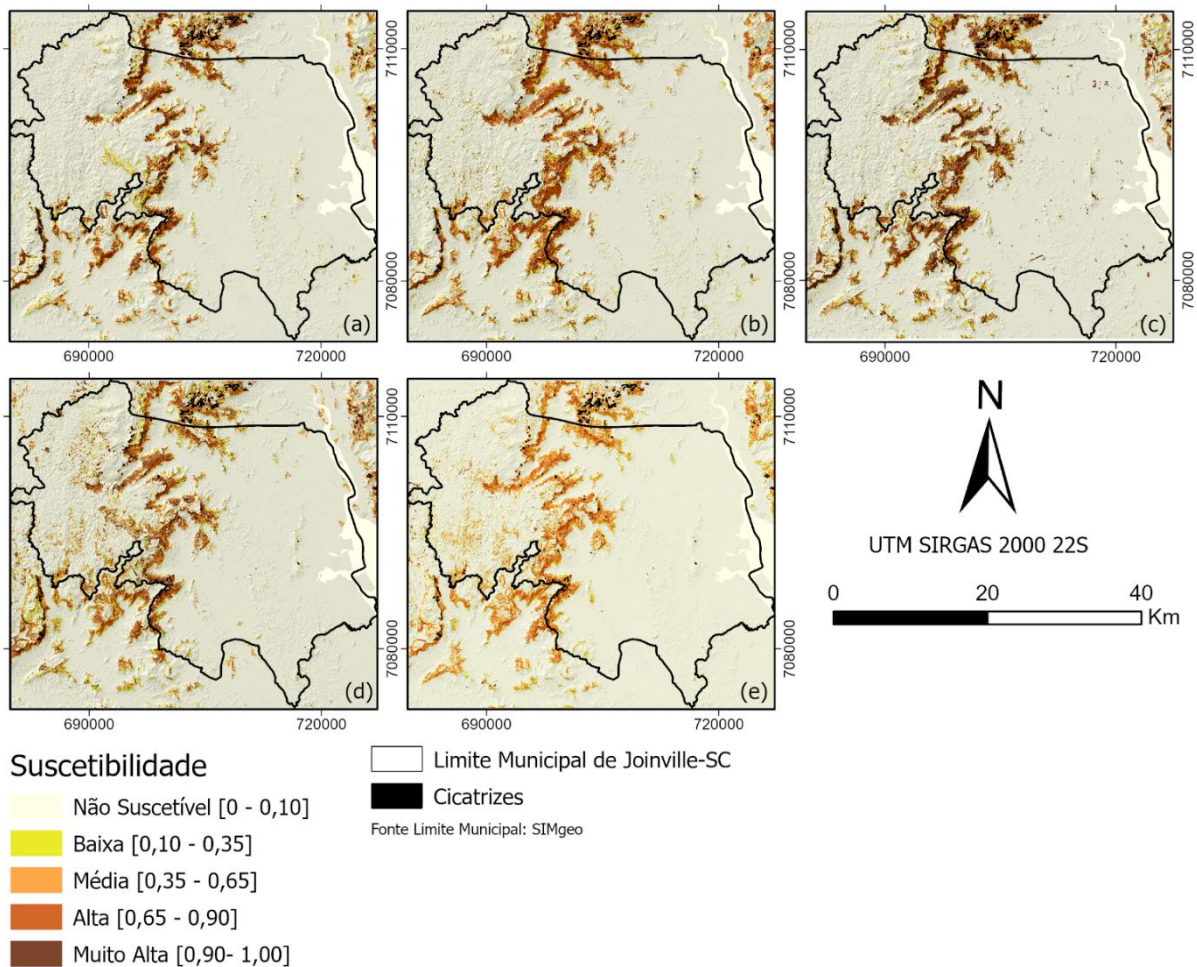 7110000
7110000
7110000
7080000
7080000
7080000
(a)
(b)
(c)
690000
720000
690000
720000
690000
720000
7110000
7110000
7080000
7080000
(d)
(e)
690000
720000
690000
720000
N
UTM SIRGAS 2000 22S
0
20
40
Km
Suscetibilidade
Não Suscetível [0 - 0,10]
Baixa [0,10 - 0,35]
Média [0,35 - 0,65]
Alta [0,65 - 0,90]
Muito Alta [0,90- 1,00]
Limite Municipal de Joinville-SC
Cicatrizes
Fonte Limite Municipal: SIMgeo